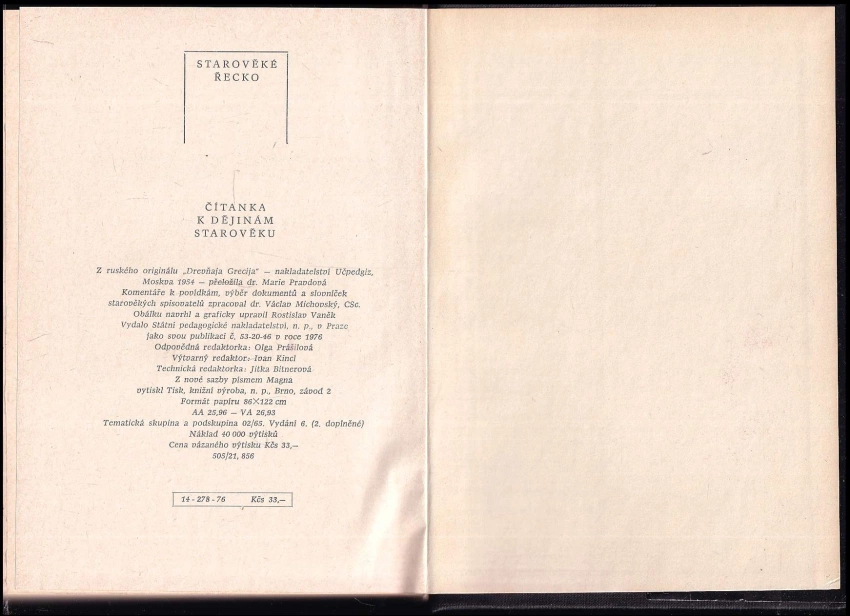 STAROVĚKÉ
ŘECKO
ČÍTANKA
K DĚJINÁM
STAROVĚKU
Z ruského originálu „Drevňaja Grecija" — nakladatelství Učpedgiz,
Moskva 1954 — přeložila dr. Marie Pravdová
Komentáře k povídkám, výběr dokumentů a slovníček
starověkých spisovatelů zpracoval dr. Václav Michovský, CSc.
Obálku navrhl a graficky upravil Rostislav Vaněk
Vydalo Státní pedagogické nakladatelství, n. p., v Praze
jako svou publikaci č. 53-20-46 v roce 1976
Odpovědná redaktorka: Olga Prášilová
Výtvarný redaktor: Ivan Kincl
Technická redaktorka: Jitka Bitnerová
Z nové sazby písmem Magna
vytiskl Tisk, knižní výroba, n. p., Brno, závod 2
Formát papíru 86×122 cm
AA 25,96 — VA 26,93
Tematická skupina a podskupina 02/65. Vydání 6. (2. doplněné)
Náklad 40 000 výtisků
Cena vázaného výtisku Kčs 33,—
505/21, 856
14 - 278 - 76 Kčs 33,—